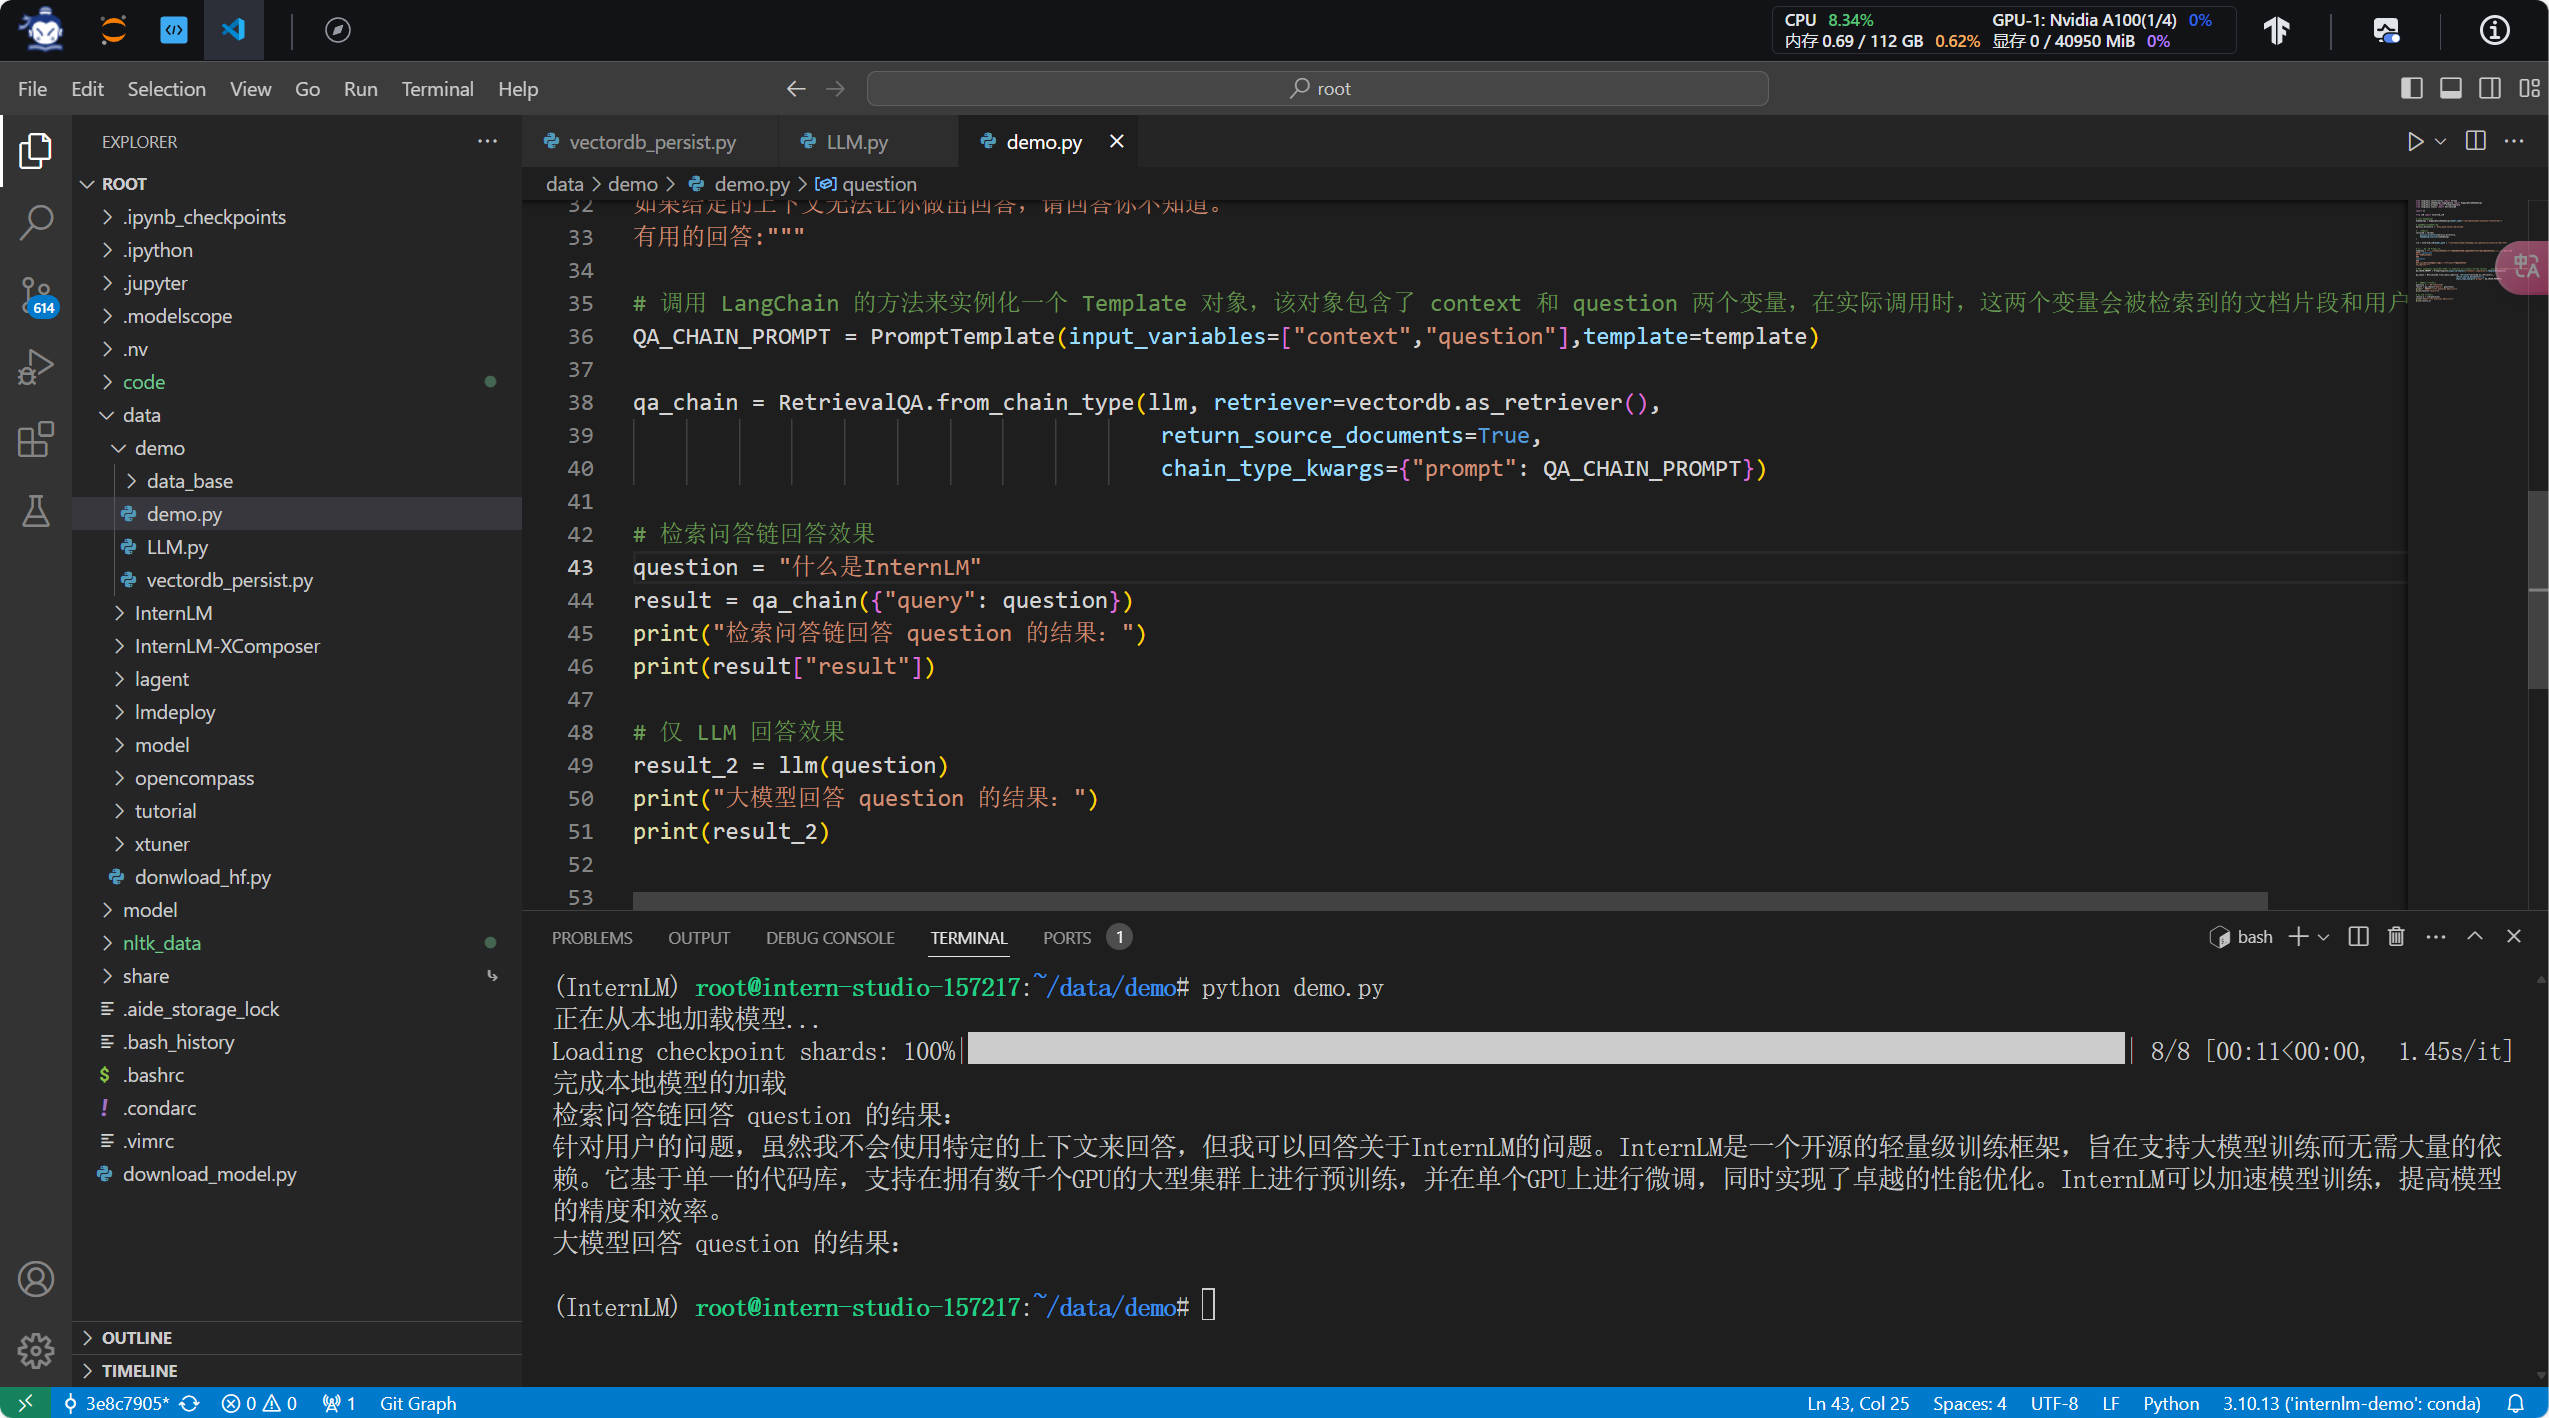 CPU 8.34% GPU-1: Nvidia A100(1/4) 0%
内存 0.69 / 112 GB 0.62% 显存 0 / 40950 MiB 0%
File Edit Selection View Go Run Terminal Help
root
EXPLORER
ROOT
.ipynb_checkpoints
.ipython
.jupyter
.modelscope
.nv
code
data
demo
data_base
demo.py
LLM.py
vectordb_persist.py
InternLM
InternLM-XComposer
lagent
lmdeploy
model
opencompass
tutorial
xtuner
donwload_hf.py
model
nltk_data
share
.aide_storage_lock
.bash_history
.bashrc
.condarc
.vimrc
download_model.py
OUTLINE
TIMELINE
614
vectordb_persist.py LLM.py demo.py
data > demo > demo.py > question
32 如果给定的上下文无法让你做出回答，请回答你不知道。
33 有用的回答:"""
34
35 # 调用 LangChain 的方法来实例化一个 Template 对象，该对象包含了 context 和 question 两个变量，在实际调用时，这两个变量会被检索到的文档片段和用户
36 QA_CHAIN_PROMPT = PromptTemplate(input_variables=["context","question"],template=template)
37
38 qa_chain = RetrievalQA.from_chain_type(llm, retriever=vectordb.as_retriever(),
39 return_source_documents=True,
40 chain_type_kwargs={"prompt": QA_CHAIN_PROMPT})
41
42 # 检索问答链回答效果
43 question = "什么是InternLM"
44 result = qa_chain({"query": question})
45 print("检索问答链回答 question 的结果：")
46 print(result["result"])
47
48 # 仅 LLM 回答效果
49 result_2 = llm(question)
50 print("大模型回答 question 的结果：")
51 print(result_2)
52
53
中A
PROBLEMS OUTPUT DEBUG CONSOLE TERMINAL PORTS 1
bash
(InternLM) root@intern-studio-157217:~/data/demo# python demo.py
正在从本地加载模型...
Loading checkpoint shards: 100%| | 8/8 [00:11<00:00, 1.45s/it]
完成本地模型的加载
检索问答链回答 question 的结果：
针对用户的问题，虽然我不会使用特定的上下文来回答，但我可以回答关于InternLM的问题。InternLM是一个开源的轻量级训练框架，旨在支持大模型训练而无需大量的依
赖。它基于单一的代码库，支持在拥有数千个GPU的大型集群上进行预训练，并在单个GPU上进行微调，同时实现了卓越的性能优化。InternLM可以加速模型训练，提高模型
的精度和效率。
大模型回答 question 的结果：
(InternLM) root@intern-studio-157217:~/data/demo#
3e8c7905* 0 0 1 Git Graph
Ln 43, Col 25 Spaces: 4 UTF-8 LF Python 3.10.13 ('internlm-demo': conda)